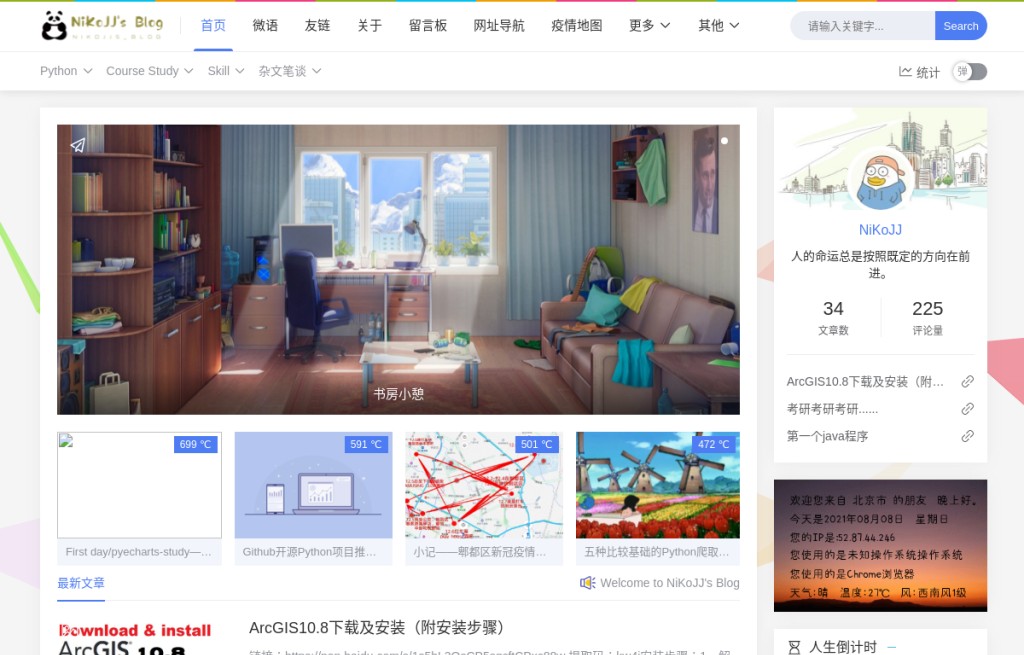 NiKoJJ's Blog
NIKOJJS_BLOG
首页 微语 友链 关于 留言板 网址导航 疫情地图 更多 其他 请输入关键字... Search
Python Course Study Skill 杂文笔谈 统计 弹
书房小憩
699 ℃ 591 ℃ 501 ℃ 472 ℃
First day/pyecharts-study—... Github开源Python项目推... 小记——郫都区新冠疫情... 五种比较基础的Python爬取...
最新文章 Welcome to NiKoJJ's Blog
Download & install
ArcGIS 10.8
ArcGIS10.8下载及安装（附安装步骤）
NiKoJJ
人的命运总是按照既定的方向在前
进。
34 225
文章数 评论量
ArcGIS10.8下载及安装（附...
考研考研考研......
第一个java程序
欢迎您来自 北京市 的朋友 晚上好。
今天是2021年08月08日 星期日
您的IP是:52.87.44.246
您使用的是未知操作系统操作系统
您使用的是Chrome浏览器
天气:晴 温度:27℃ 风:西南风1级
人生倒计时